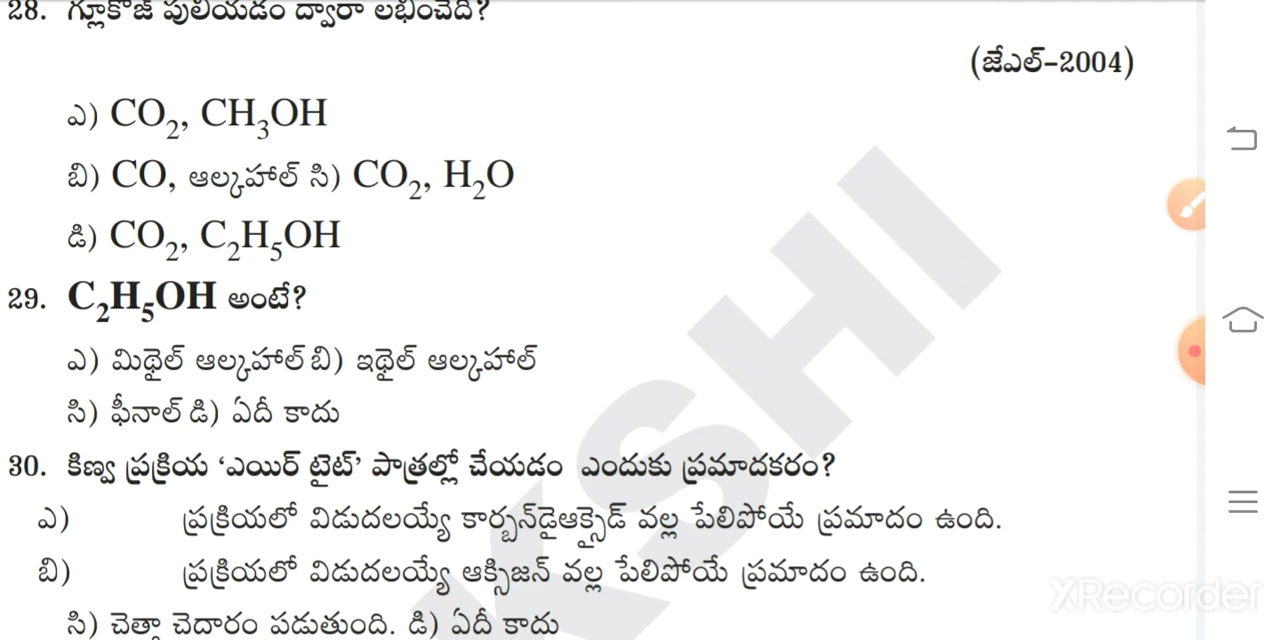 28. గ్లూకోజ్ పులియడం ద్వారా లభించేది?
(జేఎల్-2004)
ఎ) CO₂, CH₃OH
బి) CO, ఆల్కహాల్ సి) CO₂, H₂O
డి) CO₂, C₂H₅OH
29. C₂H₅OH అంటే?
ఎ) మిథైల్ ఆల్కహాల్ బి) ఇథైల్ ఆల్కహాల్
సి) ఫీనాల్ డి) ఏదీ కాదు
30. కిణ్వ ప్రక్రియ ‘ఎయిర్ టైట్’ పాత్రల్లో చేయడం ఎందుకు ప్రమాదకరం?
ఎ) ప్రక్రియలో విడుదలయ్యే కార్బన్‌డైఆక్సైడ్ వల్ల పేలిపోయే ప్రమాదం ఉంది.
బి) ప్రక్రియలో విడుదలయ్యే ఆక్సిజన్ వల్ల పేలిపోయే ప్రమాదం ఉంది.
సి) చెత్తా చెదారం పడుతుంది. డి) ఏదీ కాదు
KSHI
XRecorder